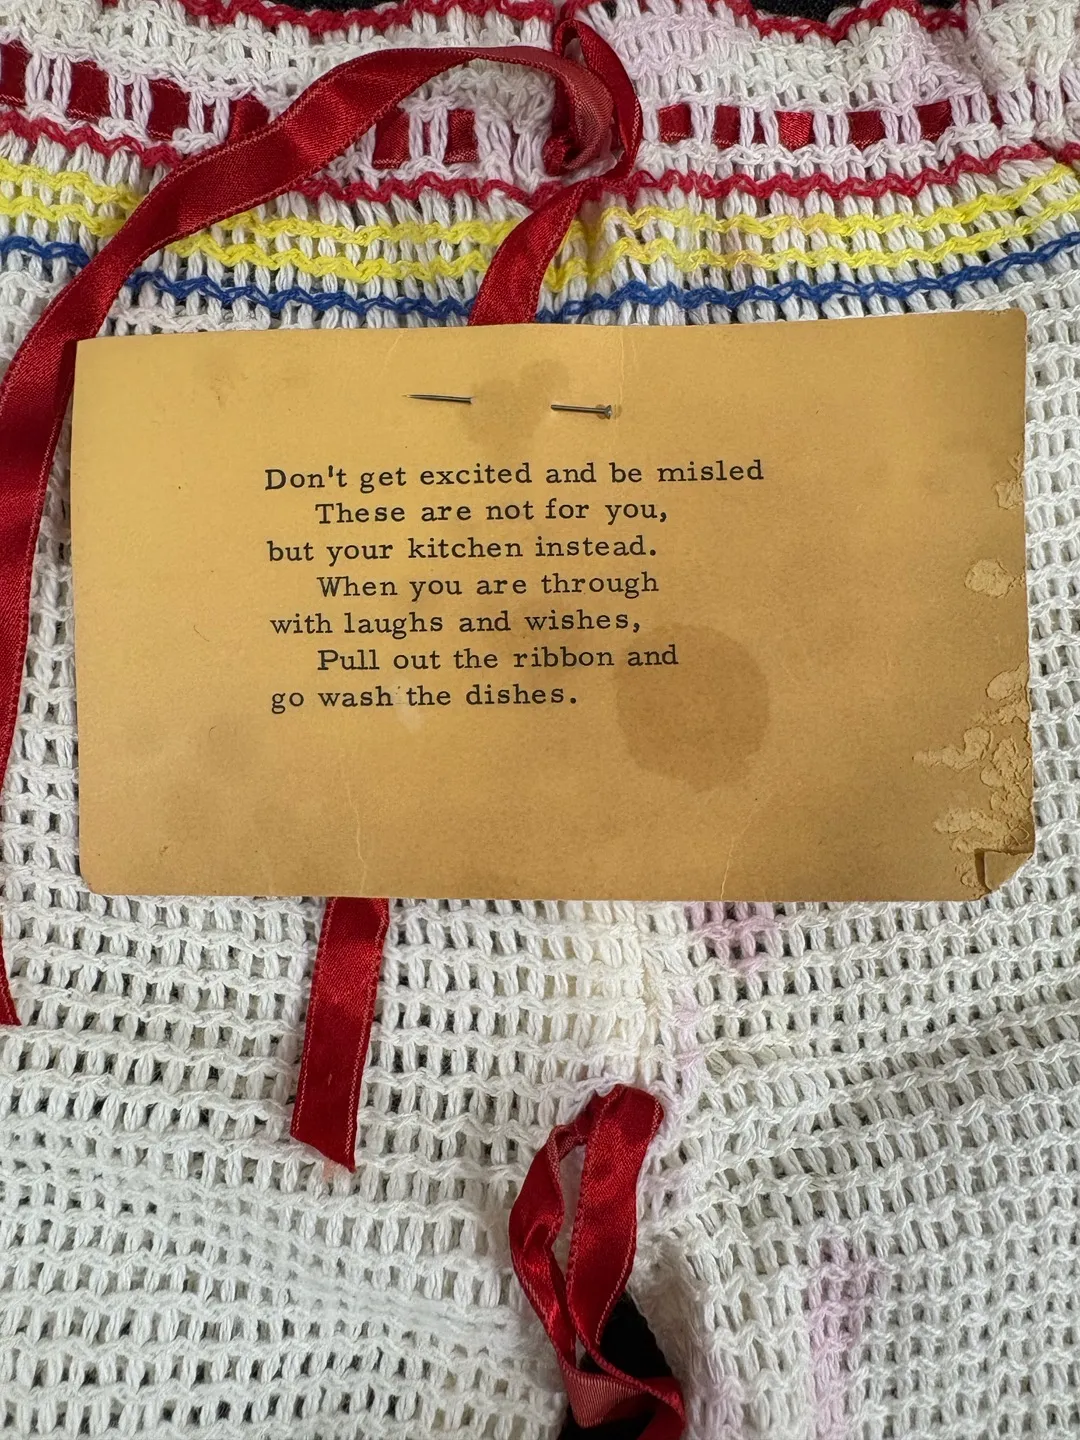 Don't get excited and be misled
These are not for you,
but your kitchen instead.
When you are through
with laughs and wishes,
Pull out the ribbon and
go wash the dishes.